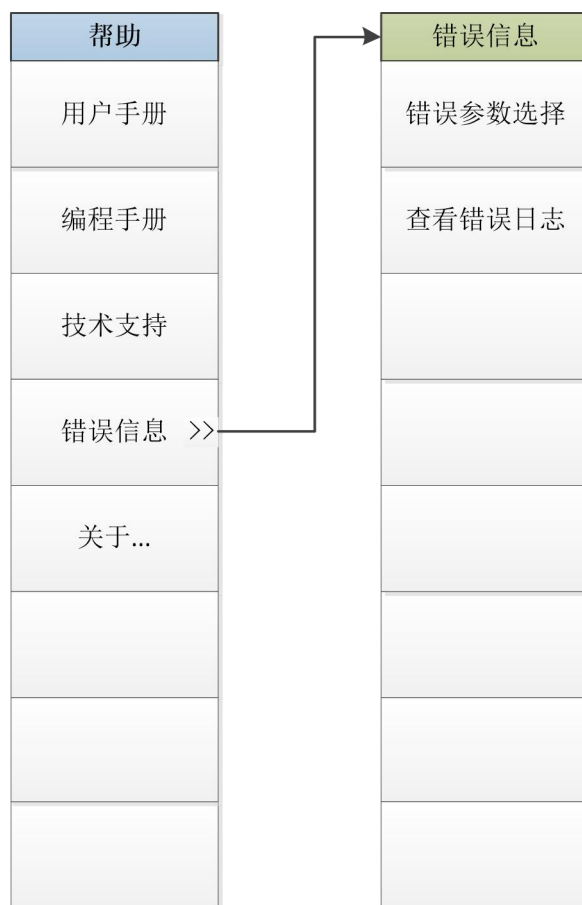 帮助
用户手册
编程手册
技术支持
错误信息 >>
关于...
错误信息
错误参数选择
查看错误日志